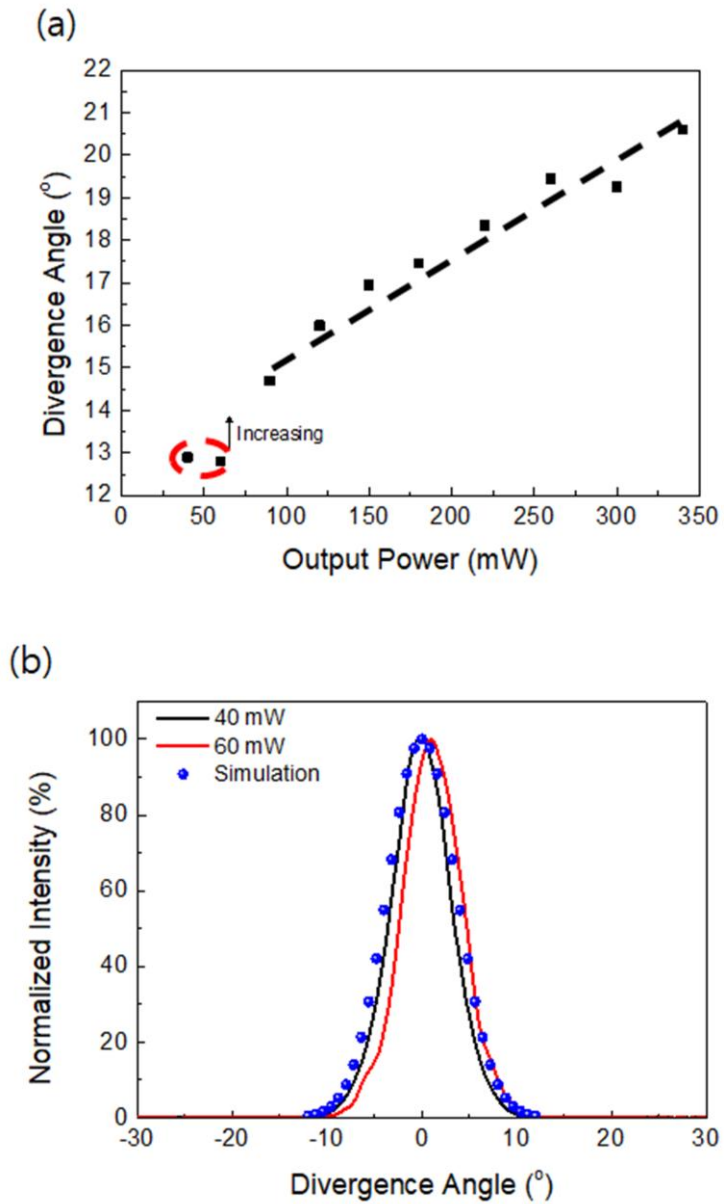 (a)
22
21
20
19
18
17
16
15
14
13
12
Divergence Angle (°)
Increasing
0 50 100 150 200 250 300 350
Output Power (mW)
(b)
40 mW
60 mW
Simulation
100
80
60
40
20
0
Normalized Intensity (%)
-30 -20 -10 0 10 20 30
Divergence Angle (°)